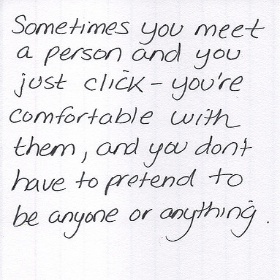 Sometimes you meet
a person and you
just click - you're
comfortable with
them, and you don't
have to pretend to
be anyone or anything.